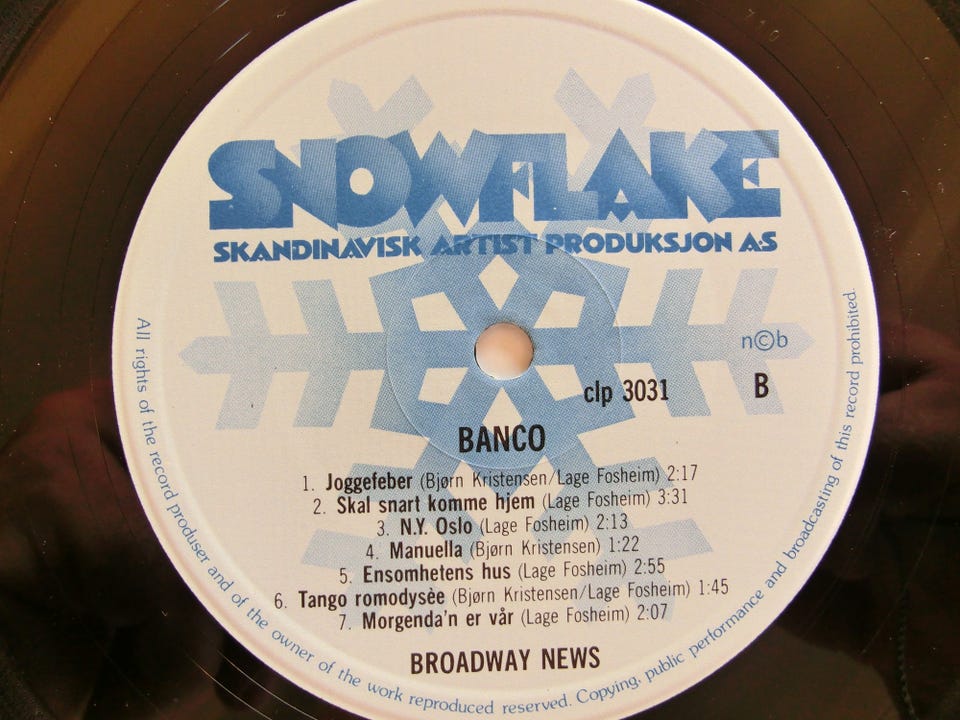 SNOWFLAKE
SKANDINAVISK ARTIST PRODUKSJON A·S
n©b
clp 3031 B
BANCO
1. Joggefeber (Bjørn Kristensen/Lage Fosheim) 2:17
2. Skal snart komme hjem (Lage Fosheim) 3:31
3. N.Y. Oslo (Lage Fosheim) 2:13
4. Manuella (Bjørn Kristensen) 1:22
5. Ensomhetens hus (Lage Fosheim) 2:55
6. Tango romodysèe (Bjørn Kristensen/Lage Fosheim) 1:45
7. Morgenda'n er vår (Lage Fosheim) 2:07
BROADWAY NEWS
All rights of the record produser and of the owner of the work reproduced reserved. Copying, public performance and broadcasting of this record prohibited.